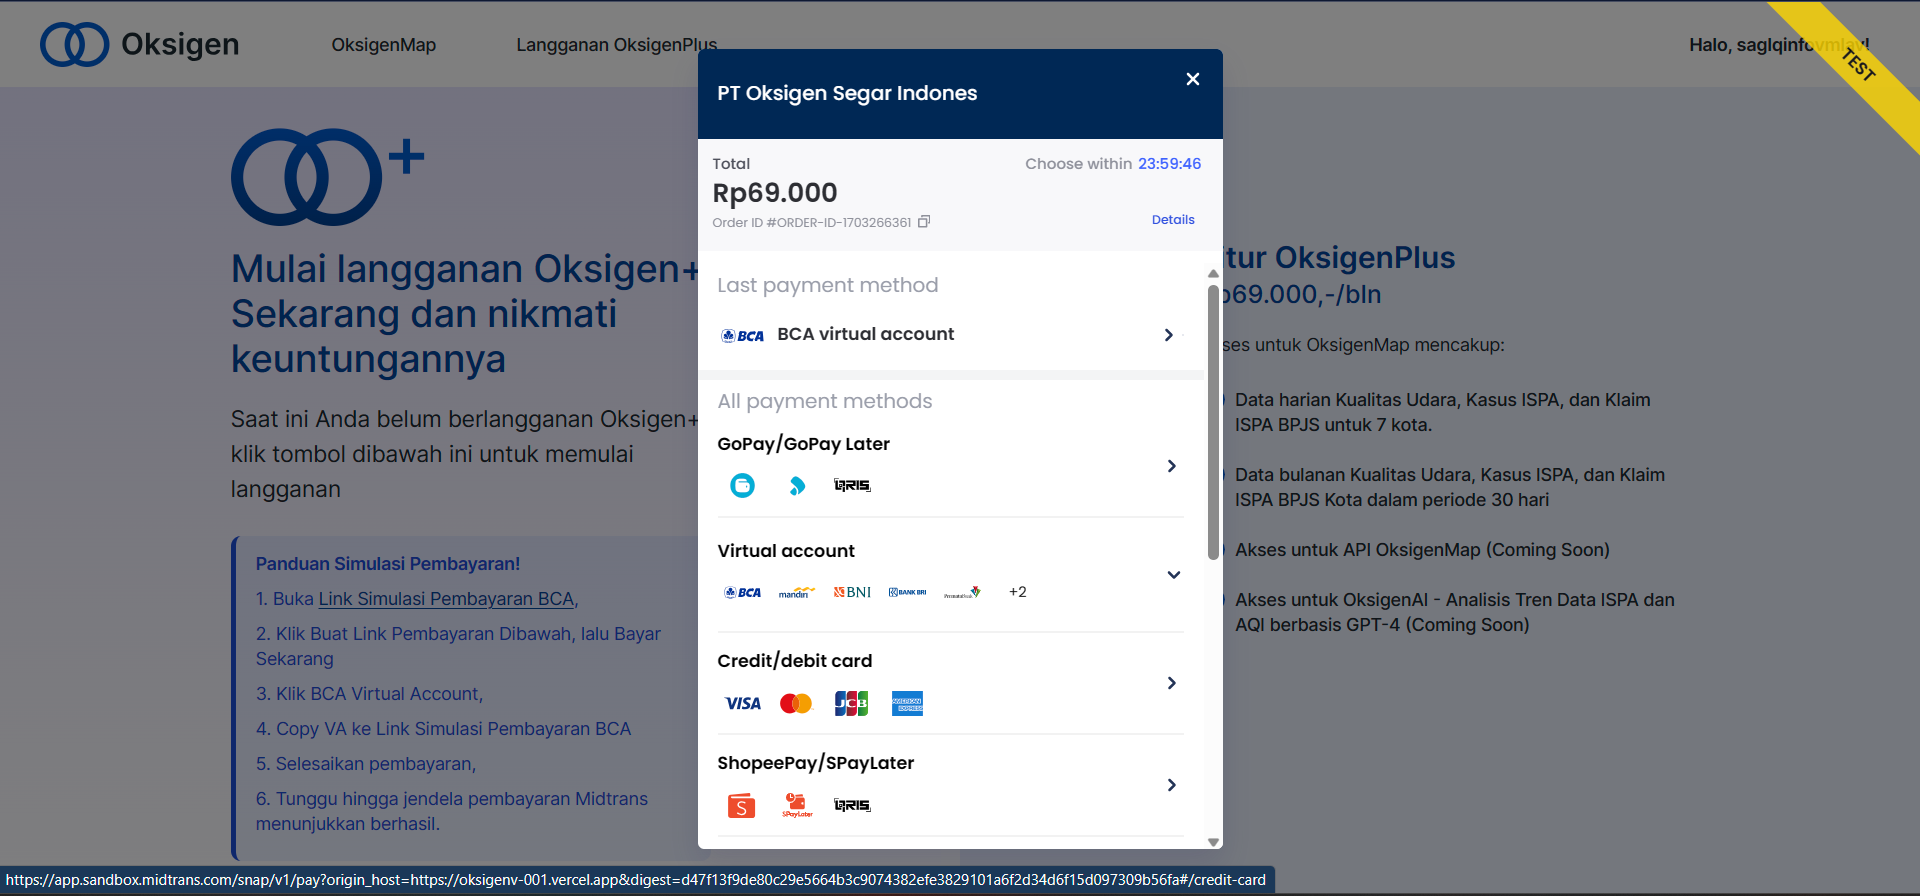 Oksigen
OksigenMap
Langganan OksigenPlus
Halo, saglqinfovmlav!
TEST
+
Mulai langganan Oksigen+
Sekarang dan nikmati
keuntungannya
Saat ini Anda belum berlangganan Oksigen+
klik tombol dibawah ini untuk memulai
langganan
Panduan Simulasi Pembayaran!
1. Buka Link Simulasi Pembayaran BCA,
2. Klik Buat Link Pembayaran Dibawah, lalu Bayar
Sekarang
3. Klik BCA Virtual Account,
4. Copy VA ke Link Simulasi Pembayaran BCA
5. Selesaikan pembayaran,
6. Tunggu hingga jendela pembayaran Midtrans
menunjukkan berhasil.
PT Oksigen Segar Indones
Total
Choose within 23:59:46
Rp69.000
Order ID #ORDER-ID-1703266361
Details
Last payment method
BCA BCA virtual account
All payment methods
GoPay/GoPay Later
QRIS
Virtual account
BCA mandiri BNI BANK BRI PermataBank +2
Credit/debit card
VISA JCB AMERICAN EXPRESS
ShopeePay/SPayLater
S SPayLater QRIS
tur OksigenPlus
69.000,-/bln
ses untuk OksigenMap mencakup:
Data harian Kualitas Udara, Kasus ISPA, dan Klaim
ISPA BPJS untuk 7 kota.
Data bulanan Kualitas Udara, Kasus ISPA, dan Klaim
ISPA BPJS Kota dalam periode 30 hari
Akses untuk API OksigenMap (Coming Soon)
Akses untuk OksigenAI - Analisis Tren Data ISPA dan
AQI berbasis GPT-4 (Coming Soon)
https://app.sandbox.midtrans.com/snap/v1/pay?origin_host=https://oksigenv-001.vercel.app&digest=d47f13f9de80c29e5664b3c9074382efe3829101a6f2d34d6f15d097309b56fa#/credit-card